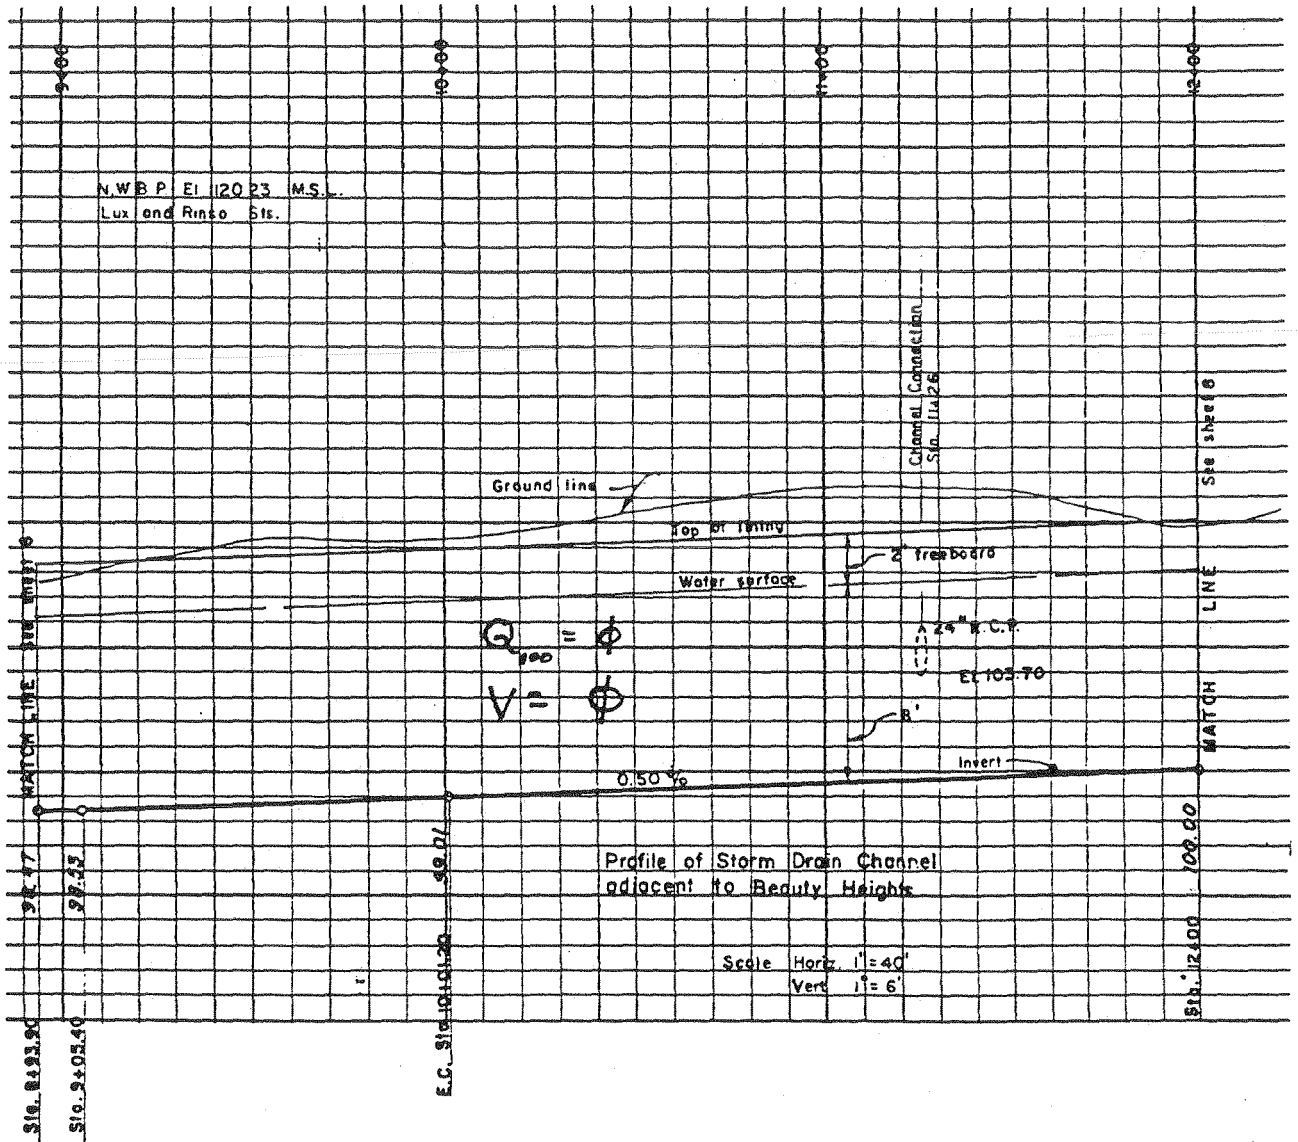 9+00
10+00
11+00
12+00
N.W.B.P. El 120.23 M.S.L.
Lux and Rinso Sts.
Channel Connection
Sta. 11+26
See sheet 8
Ground line
Top of lining
2' freeboard
Water surface
Q100 = ϕ
24" R.C.P.
El 103.70
V = ϕ
8'
MATCH LINE
MATCH LINE See sheet 6
Invert
0.50 %
98.47
98.53
99.01
100.00
Profile of Storm Drain Channel
adjacent to Beauty Heights
Scale Horiz. 1"=40'
Vert 1"=6'
Sta. 8+93.90
Sta. 9+05.40
E.C. Sta 10+01.20
Sta. 12+00